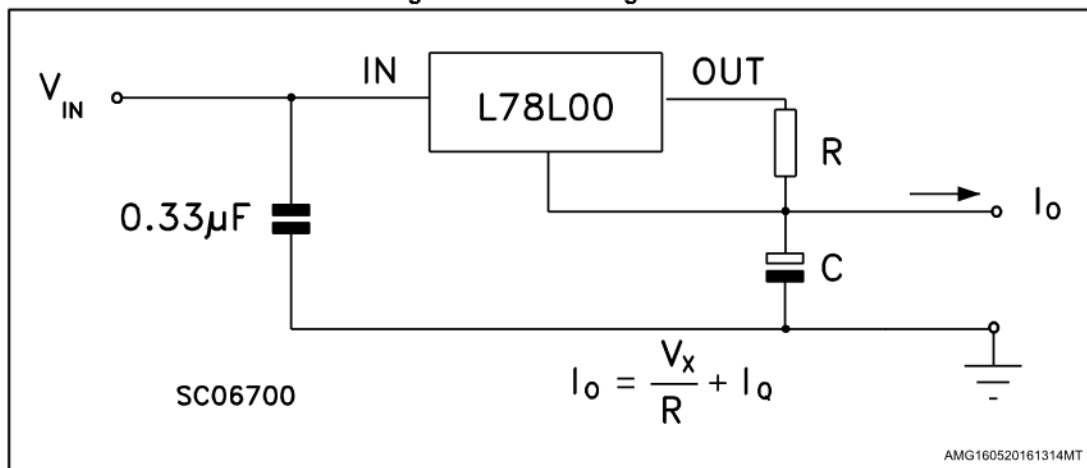 V_IN IN L78L00 OUT
R
0.33µF I_O
C
I_O = V_X / R + I_Q
SC06700
AMG160520161314MT